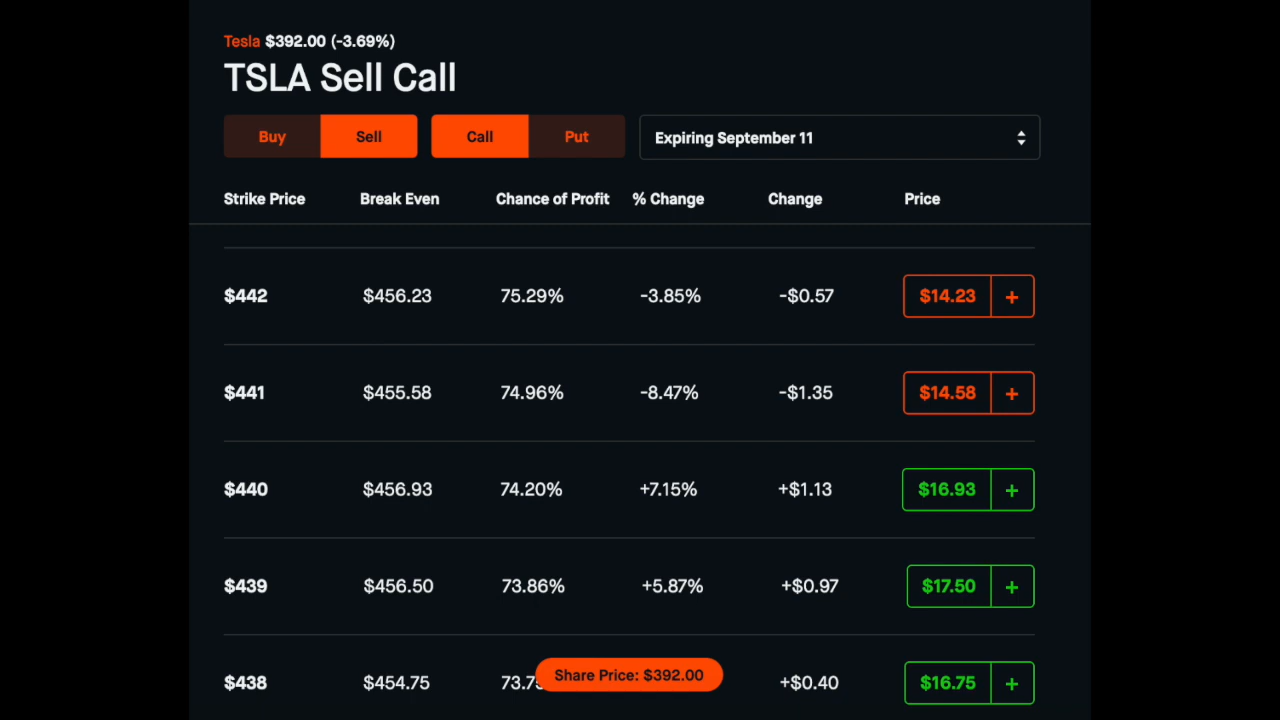 Tesla $392.00 (-3.69%)
TSLA Sell Call
Buy Sell Call Put Expiring September 11
Strike Price Break Even Chance of Profit % Change Change Price
$442 $456.23 75.29% -3.85% -$0.57 $14.23 +
$441 $455.58 74.96% -8.47% -$1.35 $14.58 +
$440 $456.93 74.20% +7.15% +$1.13 $16.93 +
$439 $456.50 73.86% +5.87% +$0.97 $17.50 +
$438 $454.75 Share Price: $392.00 +$0.40 $16.75 +